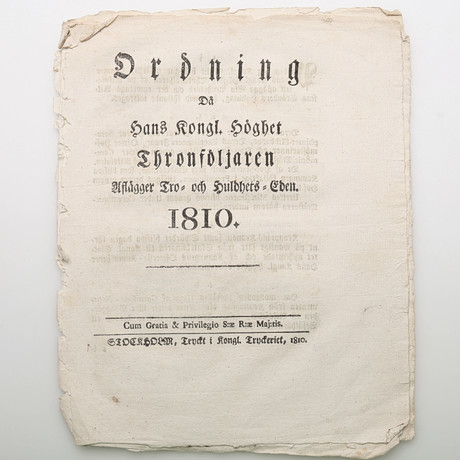 Ordning
Då
Hans Kongl. Höghet
Thronföljaren
Aflägger Tro- och Huldhets-Eden.
1810.
Cum Gratia & Privilegio S:æ R:æ Maj:tis.
STOCKHOLM, Tryckt i Kongl. Tryckeriet, 1810.